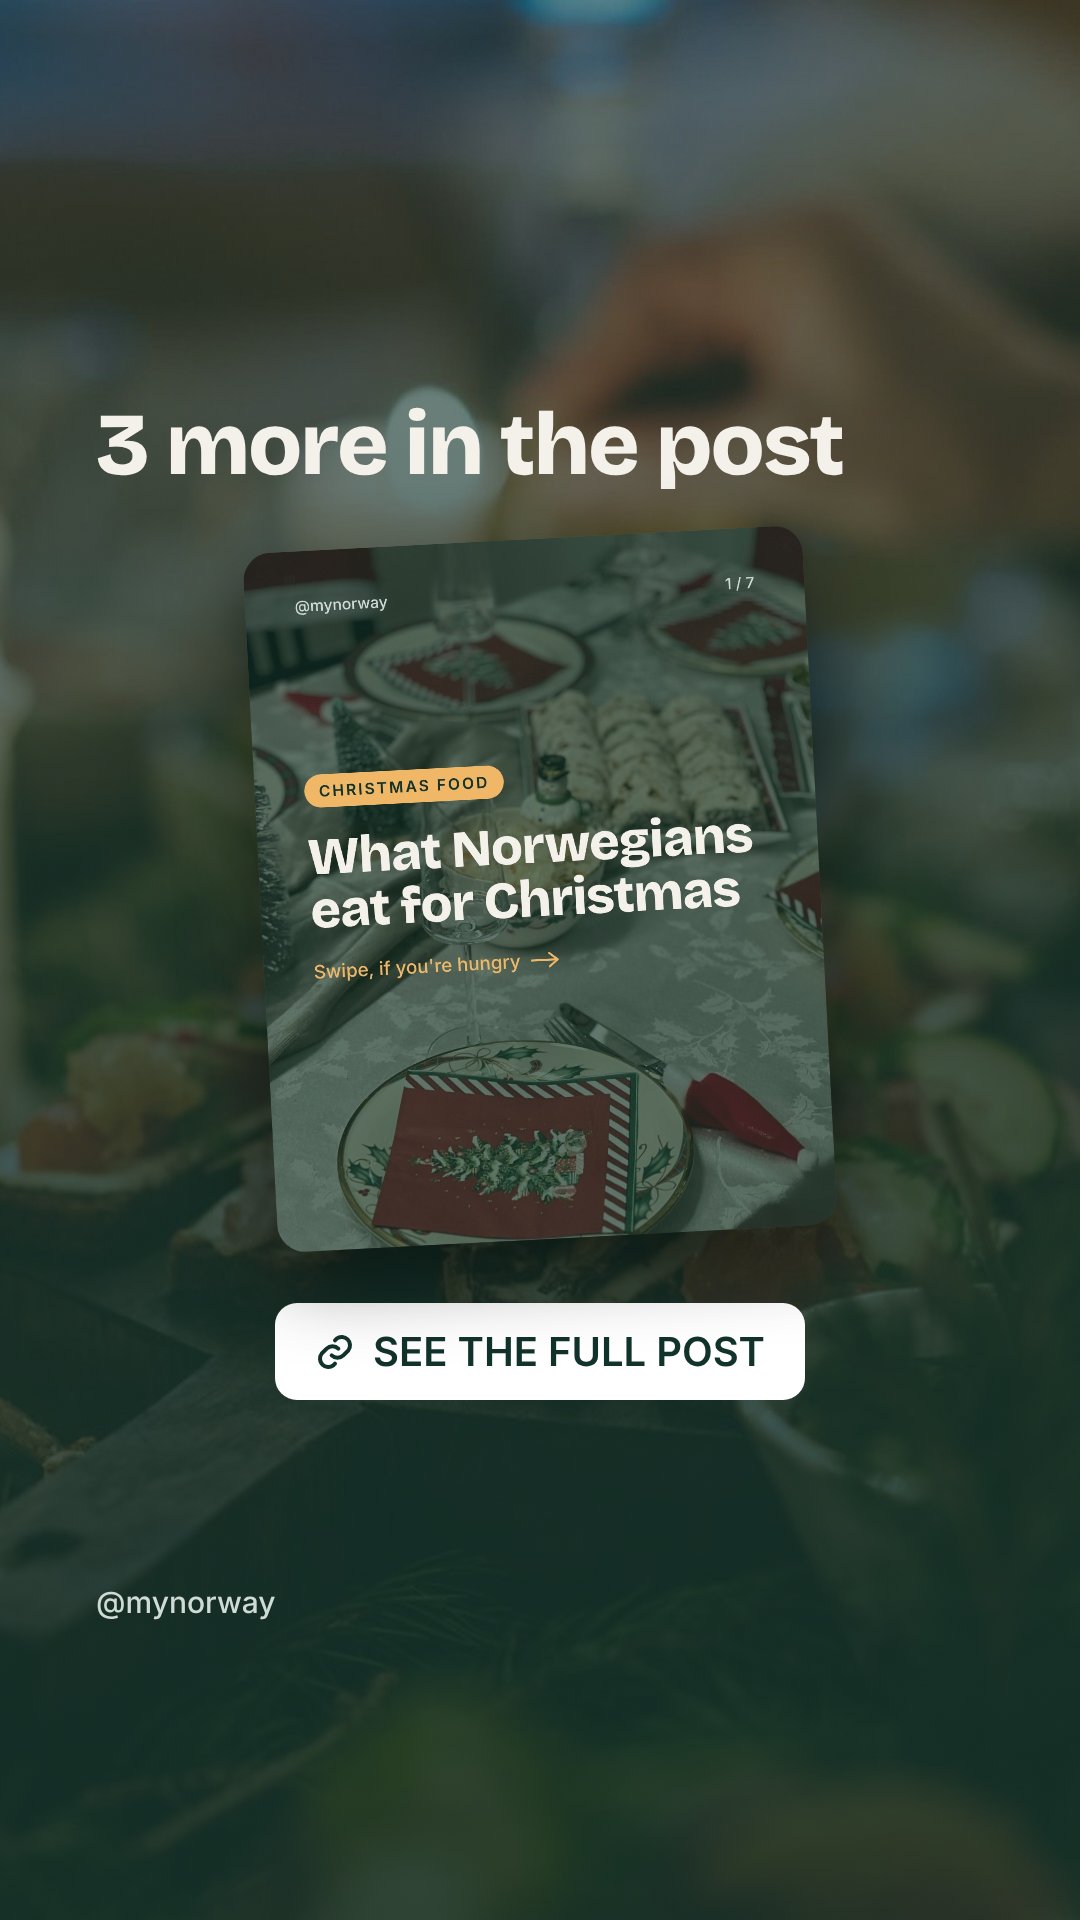 3 more in the post
@mynorway
1 / 7
CHRISTMAS FOOD
What Norwegians
eat for Christmas
Swipe, if you're hungry
SEE THE FULL POST
@mynorway